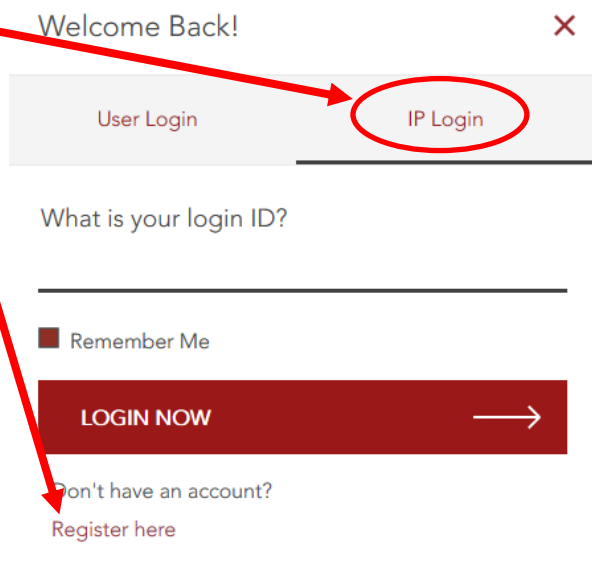 Welcome Back!
User Login IP Login
What is your login ID?
Remember Me
LOGIN NOW
Don't have an account?
Register here